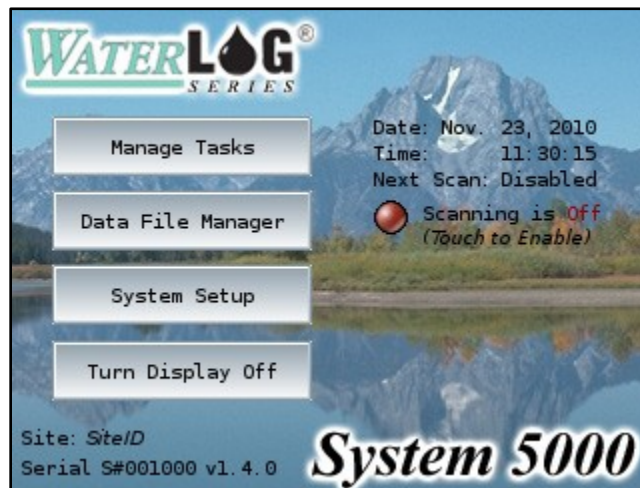 WATERLOG®
SERIES
Manage Tasks
Data File Manager
System Setup
Turn Display Off
Date: Nov. 23, 2010
Time: 11:30:15
Next Scan: Disabled
Scanning is Off
(Touch to Enable)
Site: SiteID
Serial S#001000 v1.4.0
System 5000